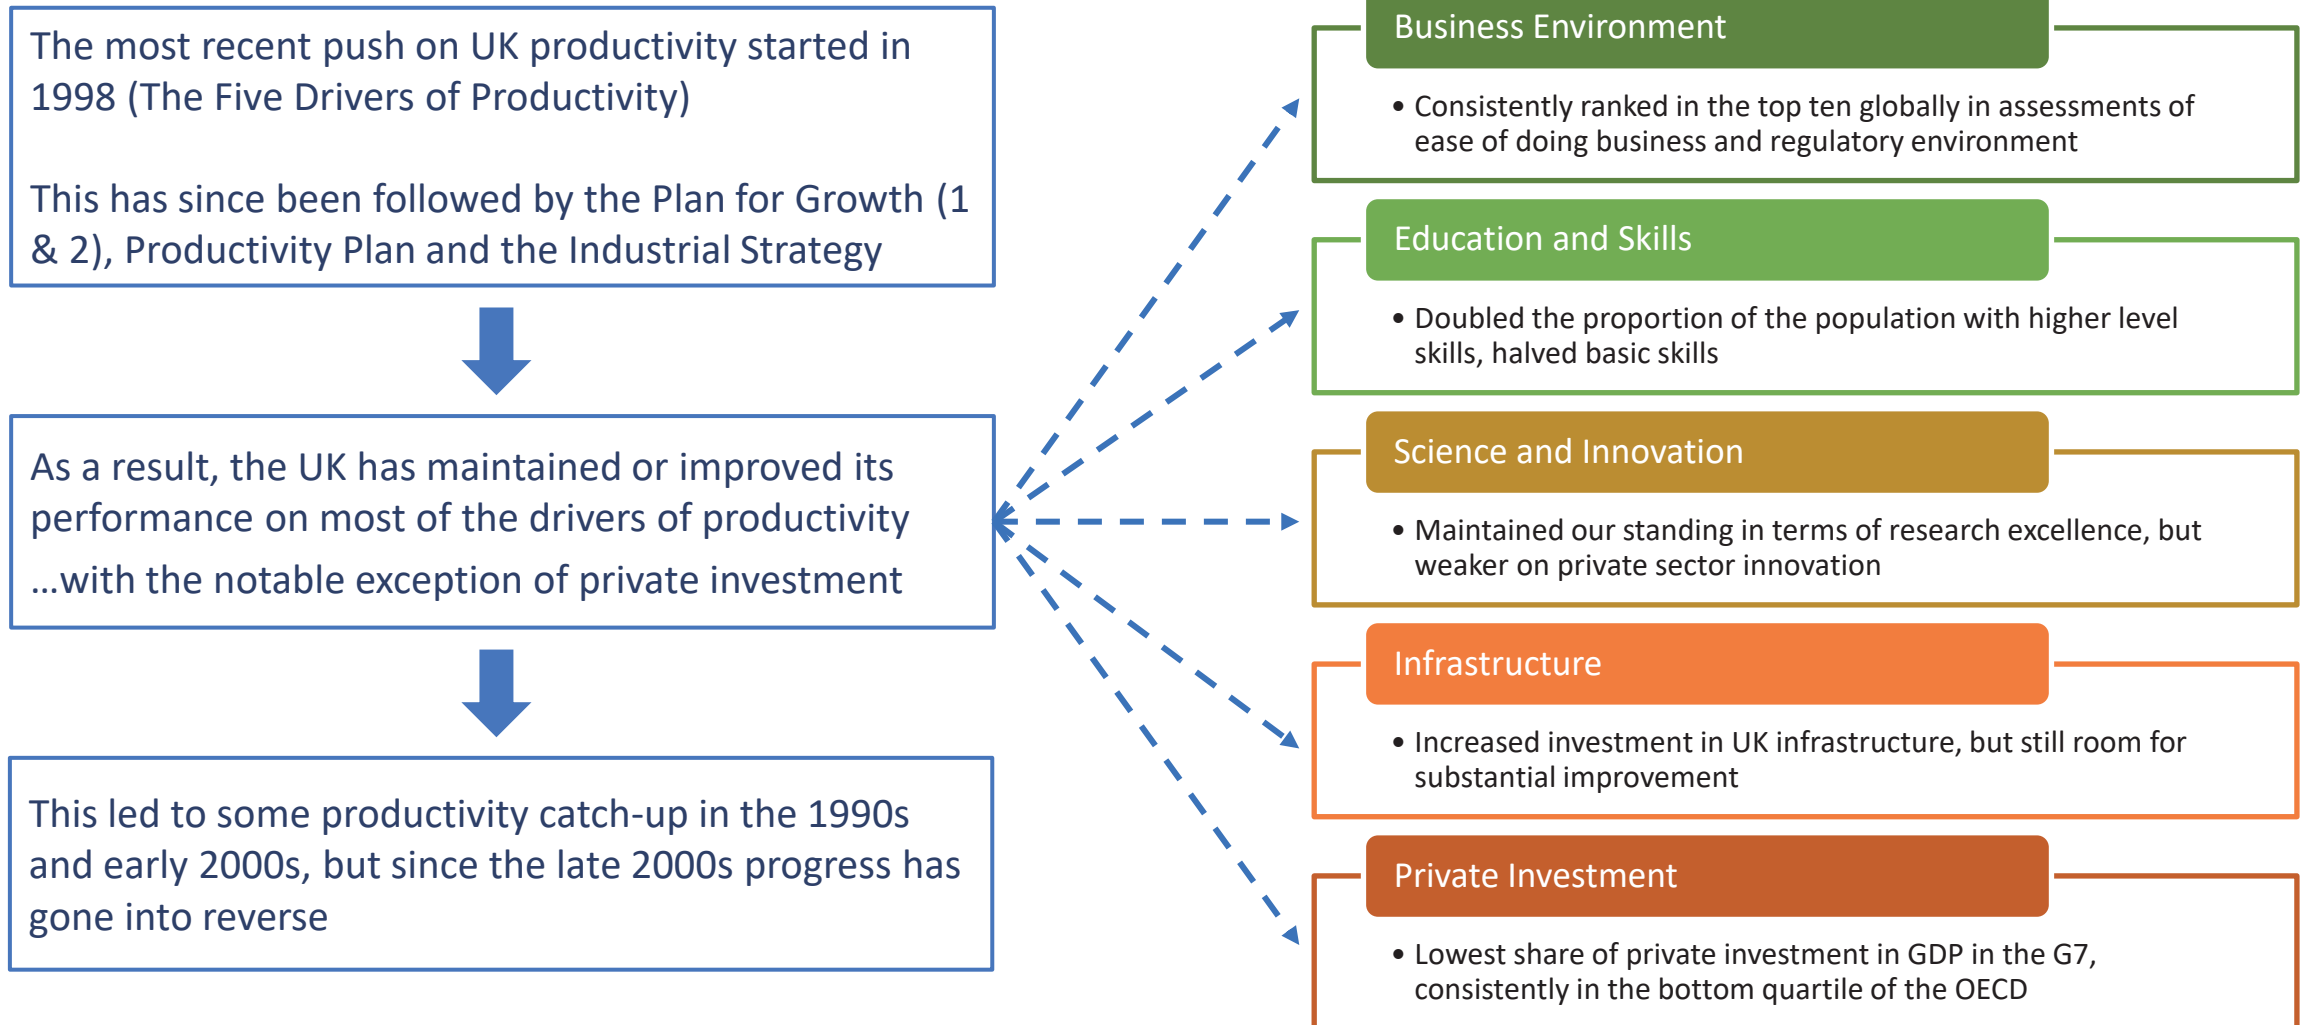 The most recent push on UK productivity started in
1998 (The Five Drivers of Productivity)
This has since been followed by the Plan for Growth (1
& 2), Productivity Plan and the Industrial Strategy
As a result, the UK has maintained or improved its
performance on most of the drivers of productivity
...with the notable exception of private investment
This led to some productivity catch-up in the 1990s
and early 2000s, but since the late 2000s progress has
gone into reverse
Business Environment
• Consistently ranked in the top ten globally in assessments of
ease of doing business and regulatory environment
Education and Skills
• Doubled the proportion of the population with higher level
skills, halved basic skills
Science and Innovation
• Maintained our standing in terms of research excellence, but
weaker on private sector innovation
Infrastructure
• Increased investment in UK infrastructure, but still room for
substantial improvement
Private Investment
• Lowest share of private investment in GDP in the G7,
consistently in the bottom quartile of the OECD